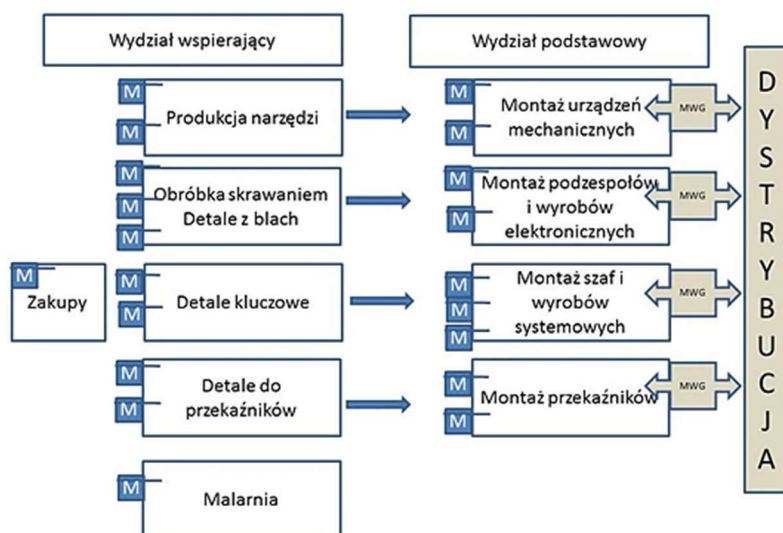 Wydział wspierający
Wydział podstawowy
M
M
Produkcja narzędzi
M
M
Montaż urządzeń
mechanicznych
MWG
M
M
M
Obróbka skrawaniem
Detale z blach
M
M
Montaż podzespołów
i wyrobów
elektronicznych
MWG
M
Zakupy
M
M
Detale kluczowe
M
M
M
Montaż szaf i
wyrobów
systemowych
MWG
M
M
Detale do
przekaźników
M
M
Montaż przekaźników
MWG
M
Malarnia
D
Y
S
T
R
Y
B
U
C
J
A